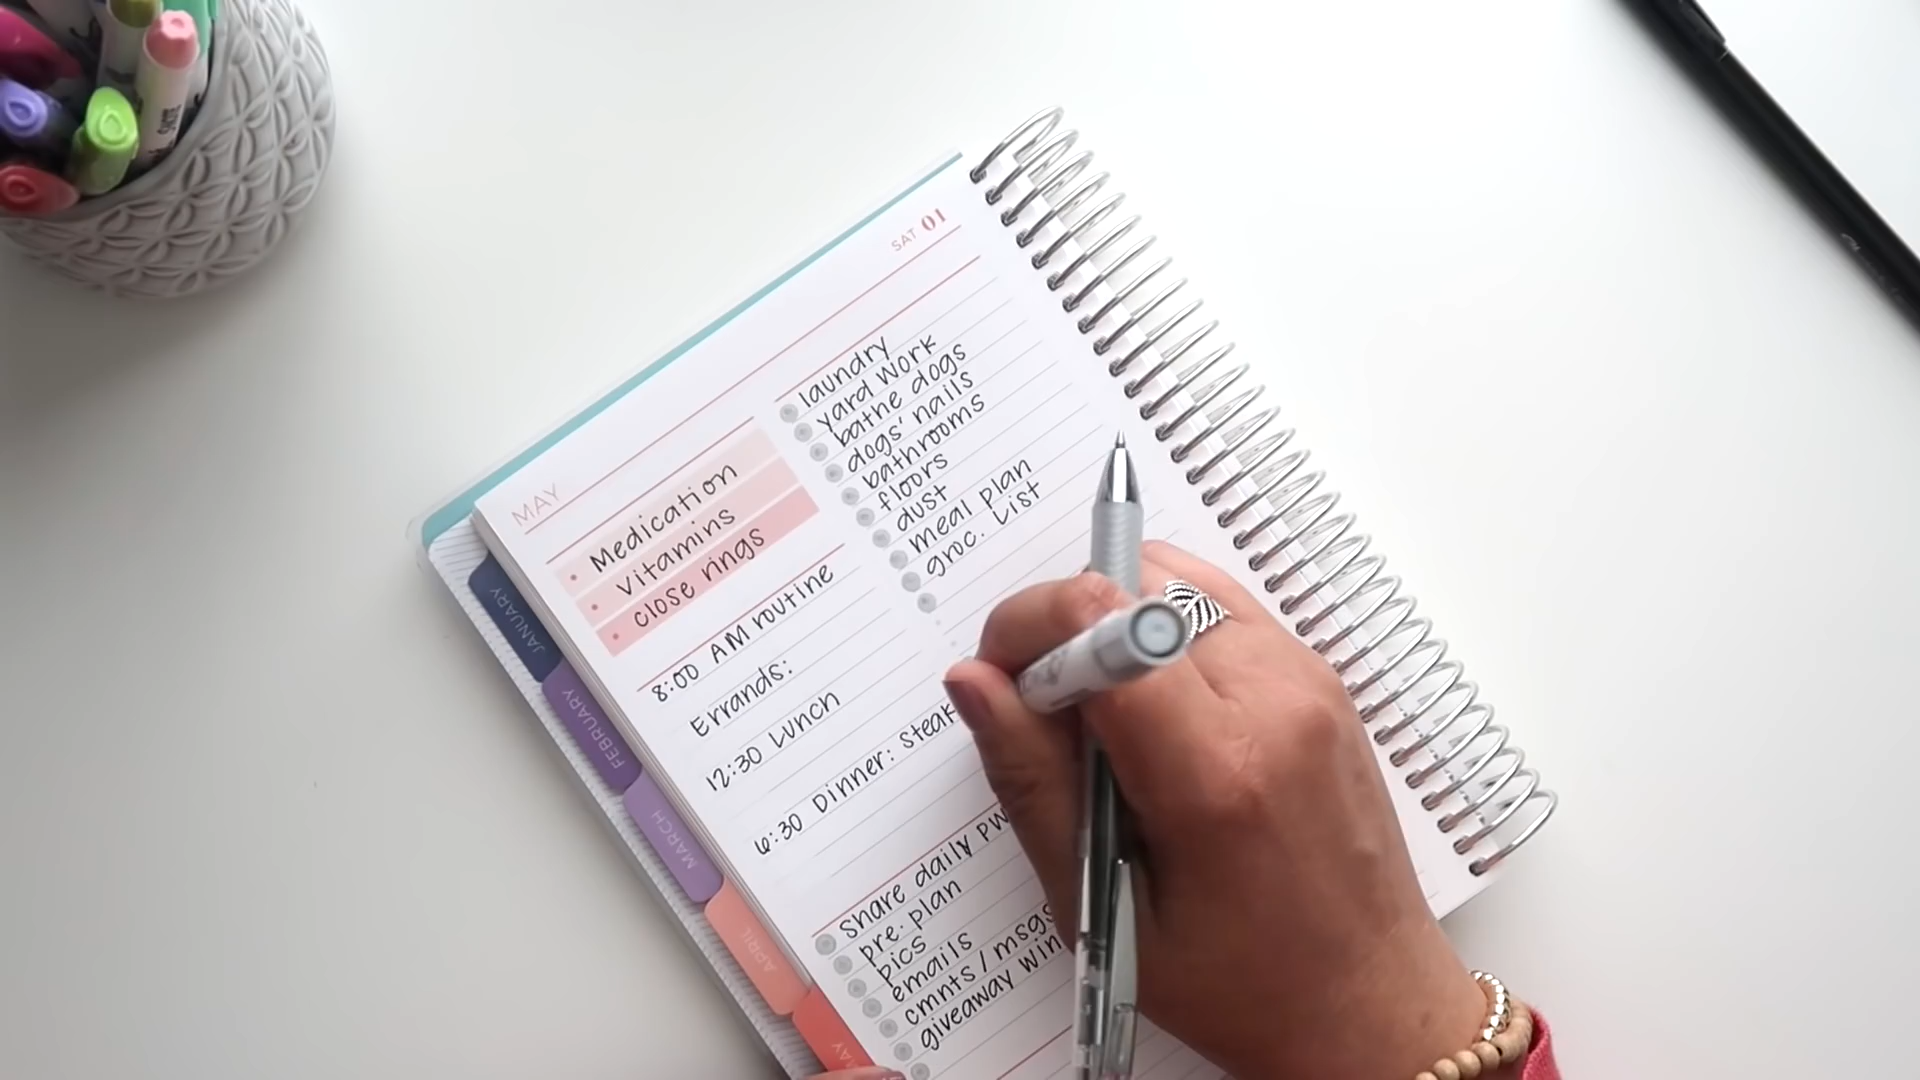 SAT 01
MAY
Medication
vitamins
close rings
8:00 AM routine
Errands:
12:30 Lunch
6:30 Dinner: steak
laundry
yard work
bathe dogs
dogs' nails
bathrooms
floors
dust
meal plan
groc. List
share daily PW
pre. plan
pics
emails
cmnts / msgs
giveaway win
JANUARY
FEBRUARY
MARCH
APRIL